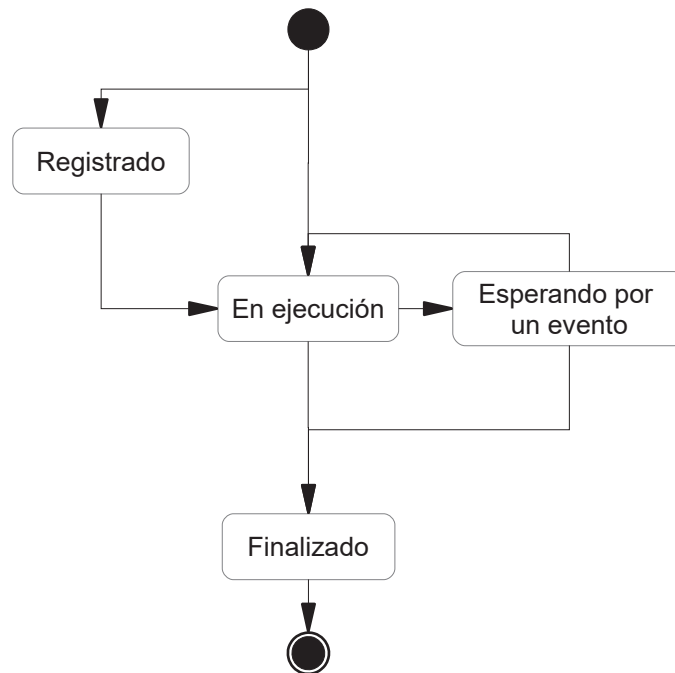 Registrado
En ejecución
Esperando por
un evento
Finalizado